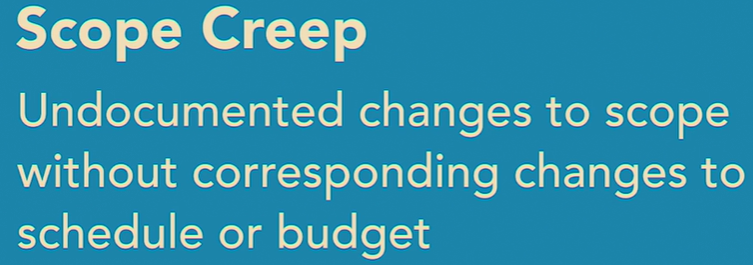 Scope Creep
Undocumented changes to scope
without corresponding changes to
schedule or budget